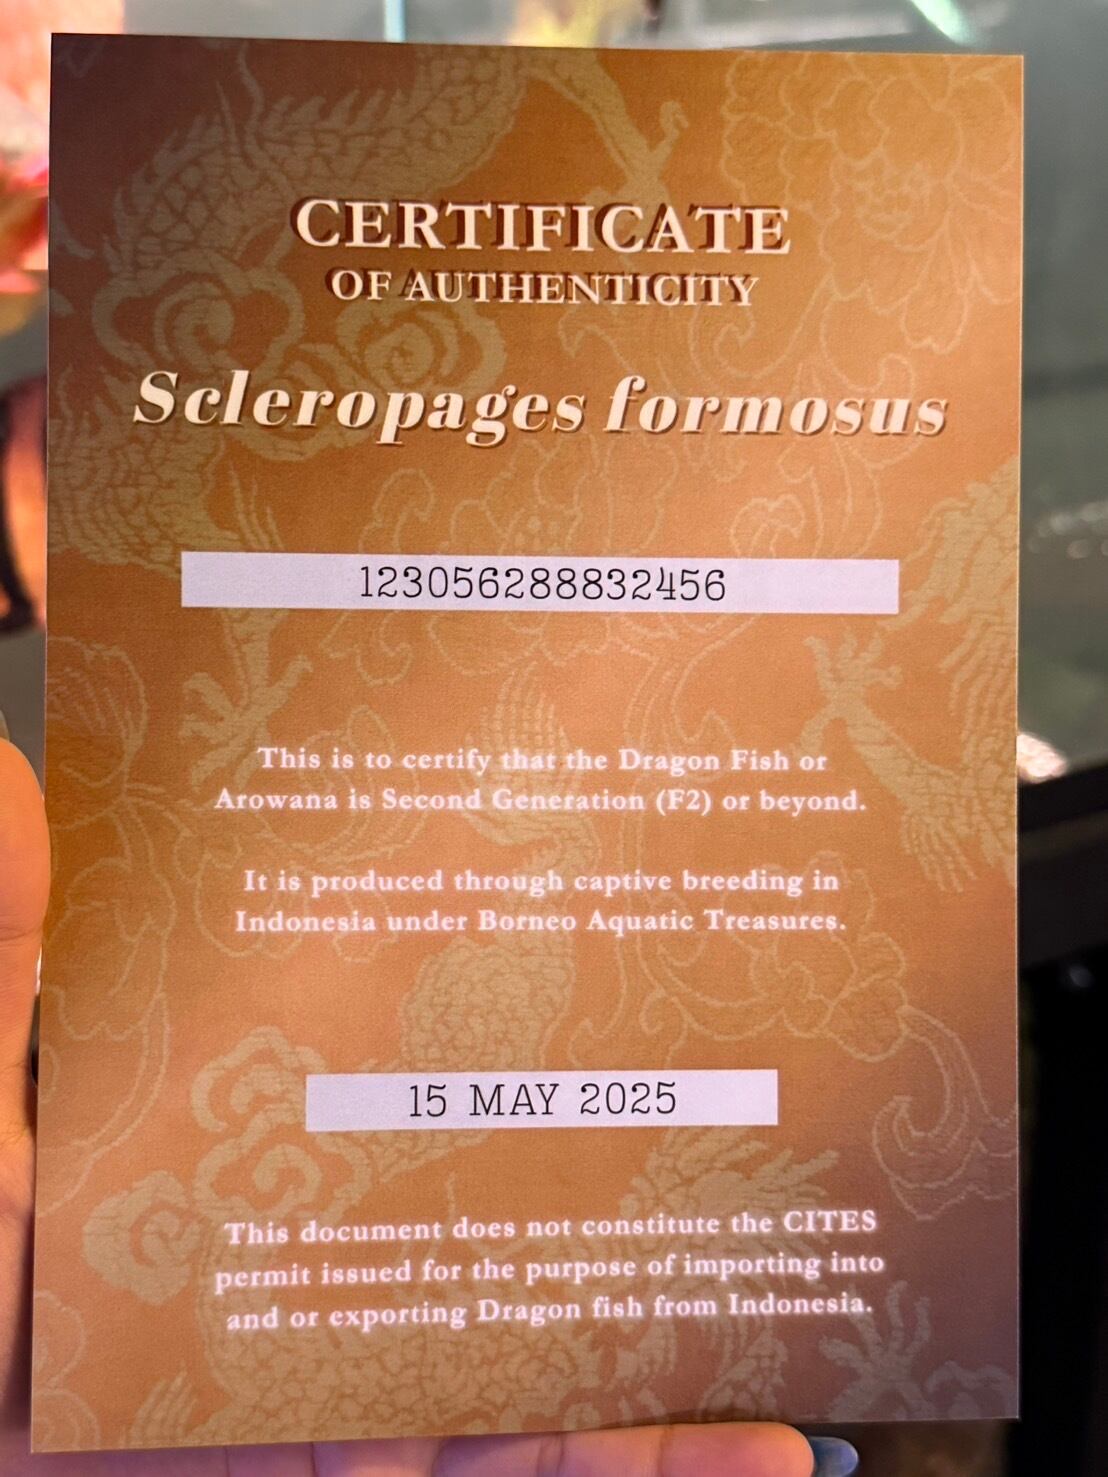 CERTIFICATE
OF AUTHENTICITY
Scleropages formosus
123056288832456
This is to certify that the Dragon Fish or
Arowana is Second Generation (F2) or beyond.
It is produced through captive breeding in
Indonesia under Borneo Aquatic Treasures.
15 MAY 2025
This document does not constitute the CITES
permit issued for the purpose of importing into
and or exporting Dragon fish from Indonesia.